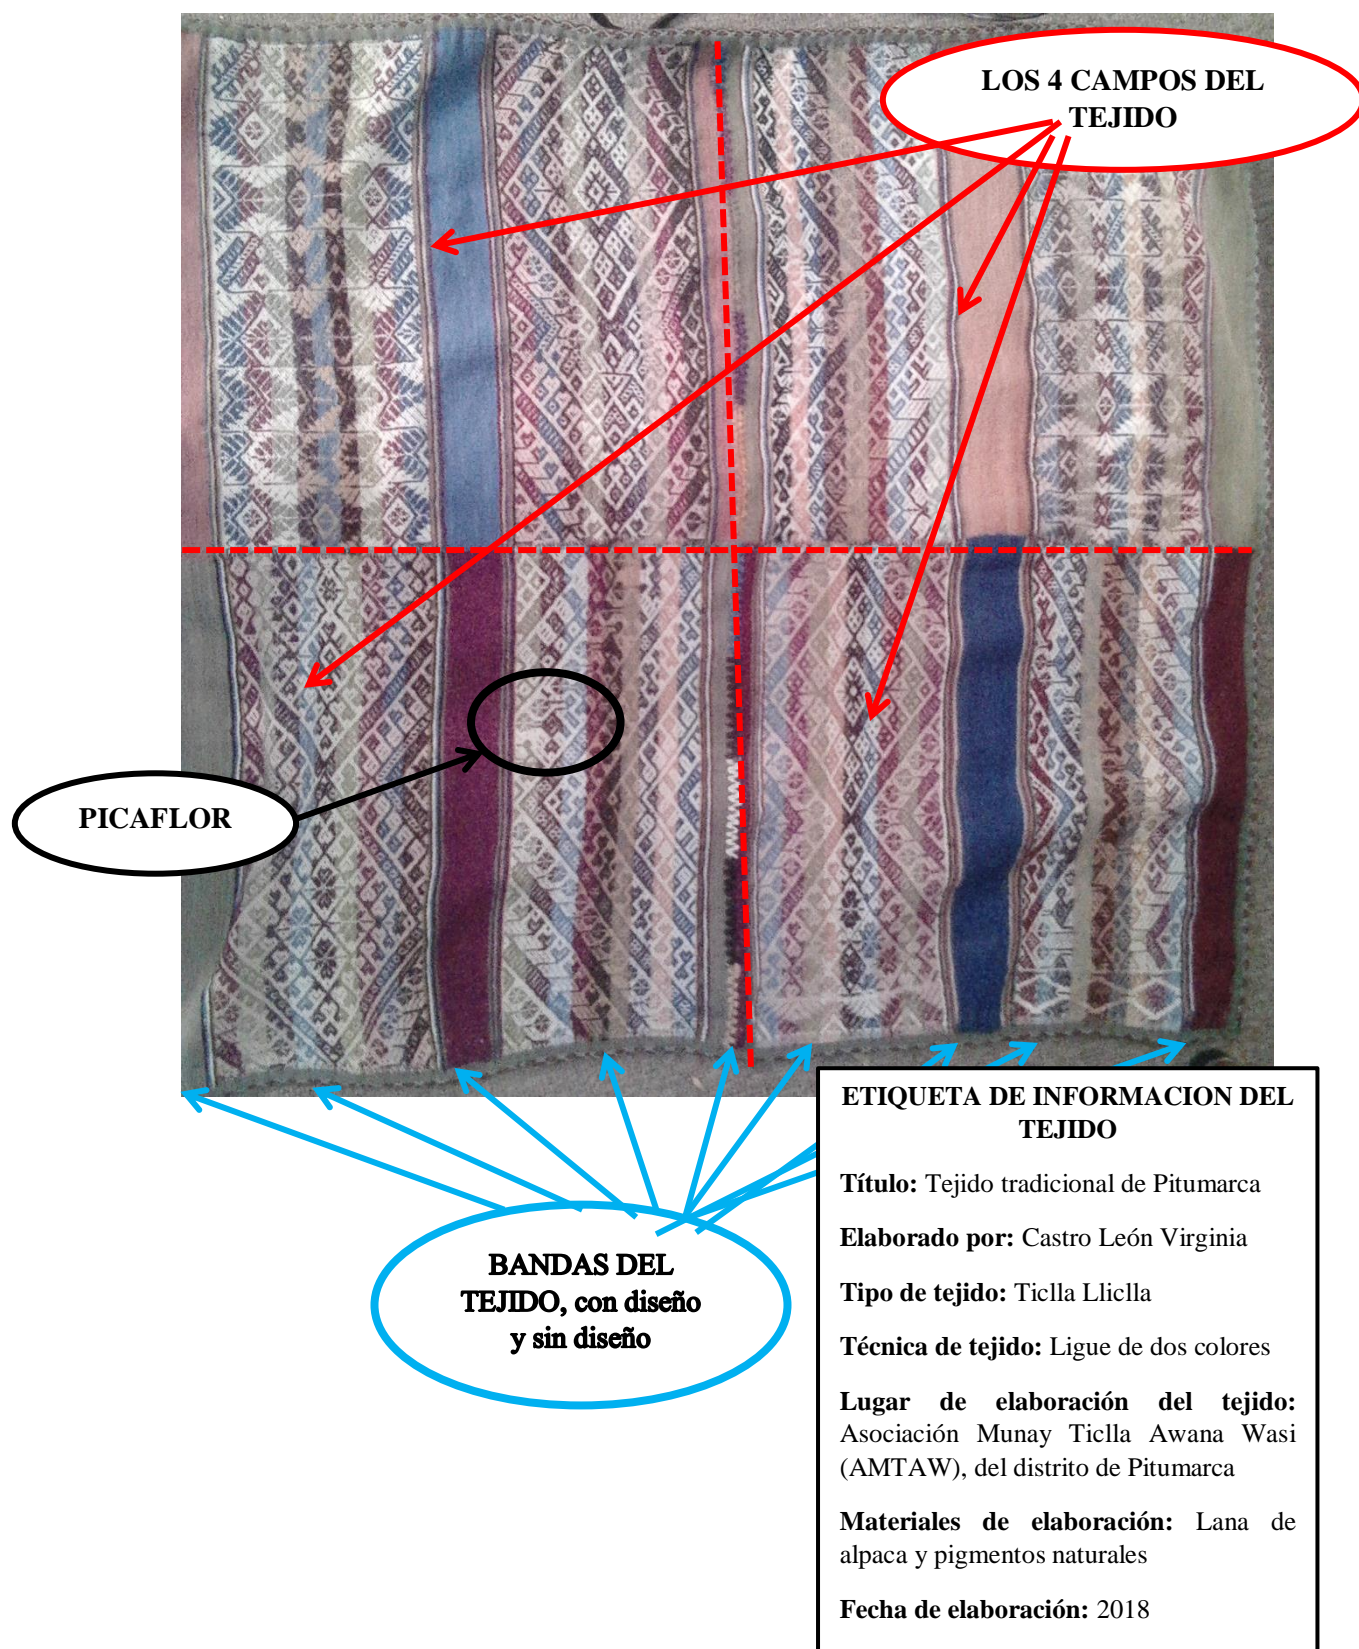 LOS 4 CAMPOS DEL
TEJIDO
PICAFLOR
BANDAS DEL
TEJIDO, con diseño
y sin diseño
ETIQUETA DE INFORMACION DEL
TEJIDO
Título: Tejido tradicional de Pitumarca
Elaborado por: Castro León Virginia
Tipo de tejido: Ticlla Lliclla
Técnica de tejido: Ligue de dos colores
Lugar de elaboración del tejido:
Asociación Munay Ticlla Awana Wasi
(AMTAW), del distrito de Pitumarca
Materiales de elaboración: Lana de
alpaca y pigmentos naturales
Fecha de elaboración: 2018